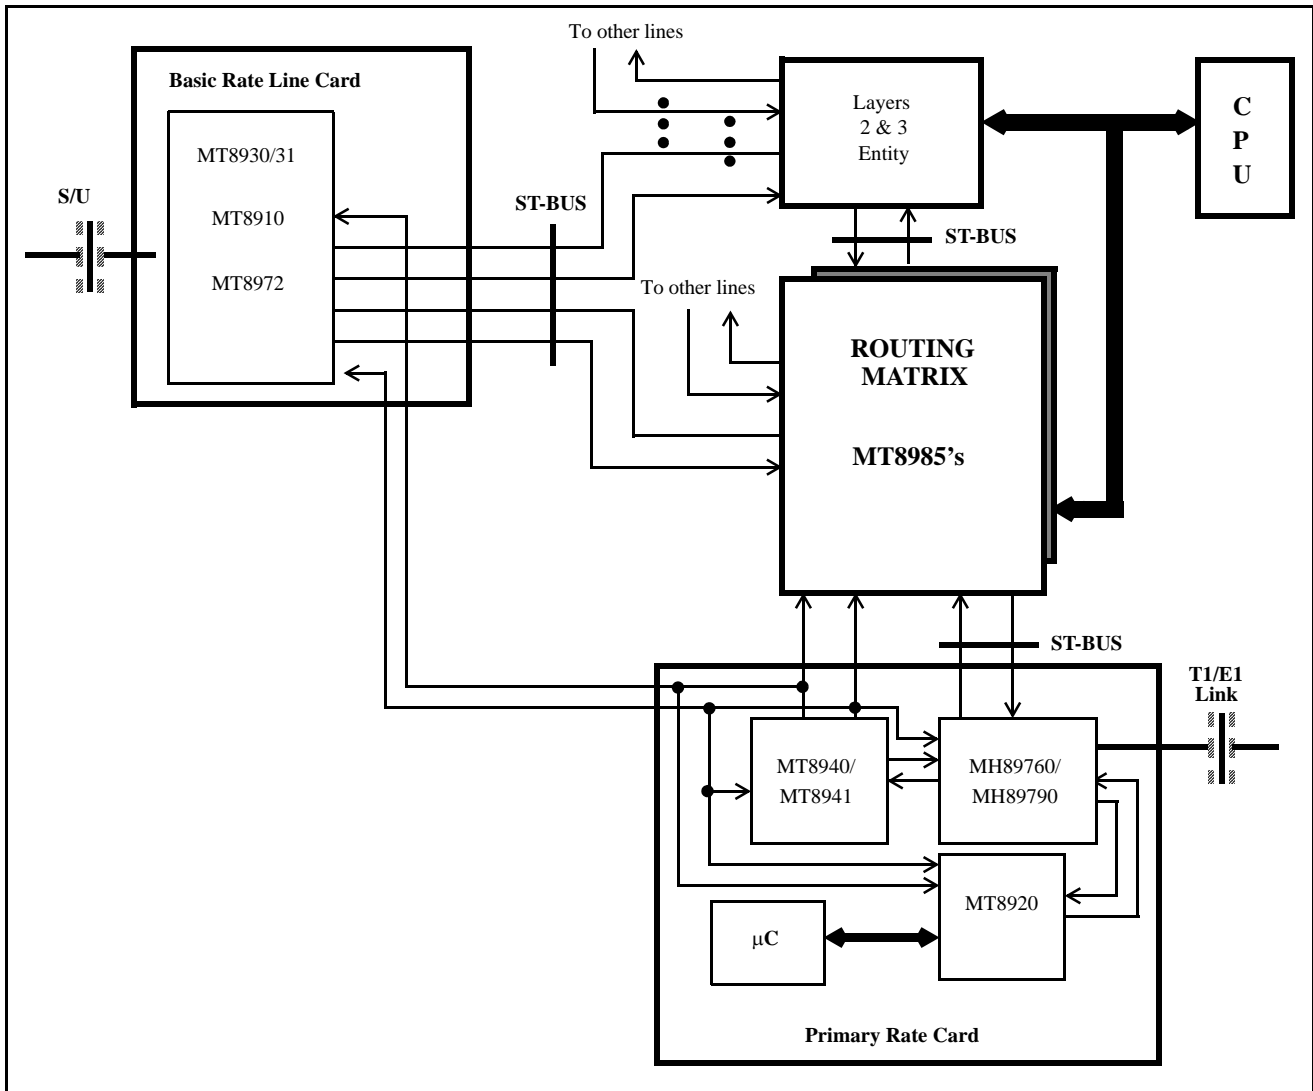 To other lines
Basic Rate Line Card
MT8930/31
MT8910
MT8972
S/U
ST-BUS
Layers
2 & 3
Entity
C
P
U
ST-BUS
To other lines
ROUTING
MATRIX
MT8985's
ST-BUS
T1/E1
Link
MT8940/
MT8941
MH89760/
MH89790
MT8920
µC
Primary Rate Card